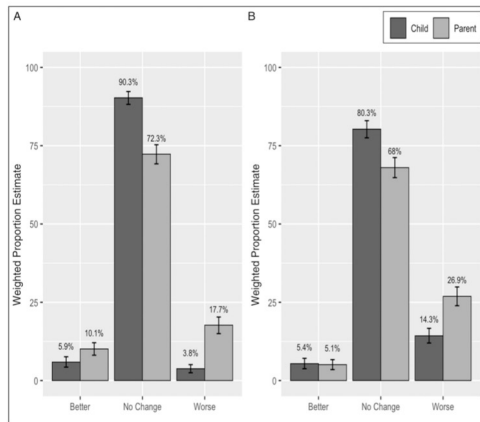 A
B
Child
Parent
Weighted Proportion Estimate
100
75
50
25
0
5.9%
10.1%
90.3%
72.3%
3.8%
17.7%
Better
No Change
Worse
Weighted Proportion Estimate
100
75
50
25
0
5.4%
5.1%
80.3%
68%
14.3%
26.9%
Better
No Change
Worse